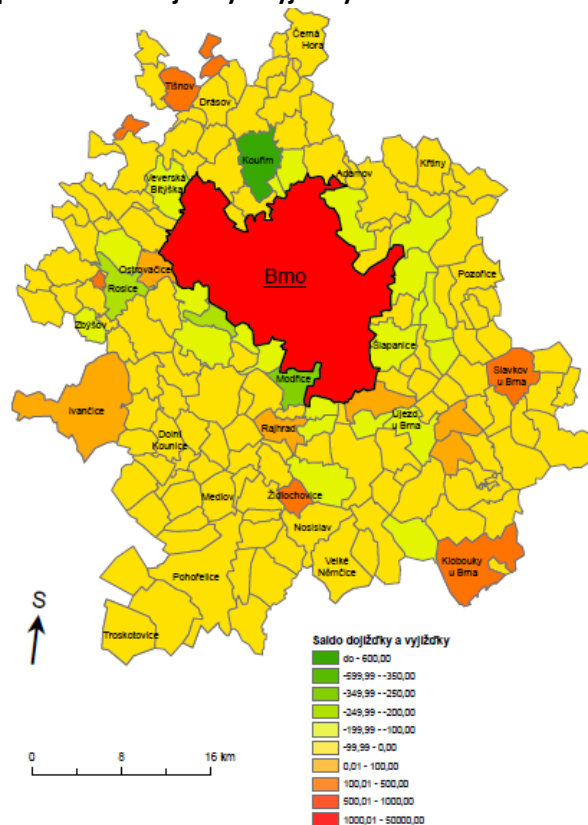 Černá
Hora
Tišnov
Drásov
Kouřim
Křtiny
Adamov
Veverská
Bitýška
Ostrovačice
Brno
Pozořice
Rosice
Zbýšov
Šlapanice
Slavkov
u Brna
Modřice
Ivančice
Újezd
u Brna
Rajhrad
Dolní
Kounice
Medlov
Židlochovice
Nosislav
Klobouky
u Brna
Velké
Němčice
Pohořelice
Troskotovice
S
Saldo dojížďky a vyjížďky
do - 600,00
-599,99 - -350,00
-349,99 - -250,00
-249,99 - -200,00
-199,99 - -100,00
-99,99 - 0,00
0,01 - 100,00
100,01 - 500,00
500,01 - 1000,00
1000,01 - 50000,00
0 8 16 km